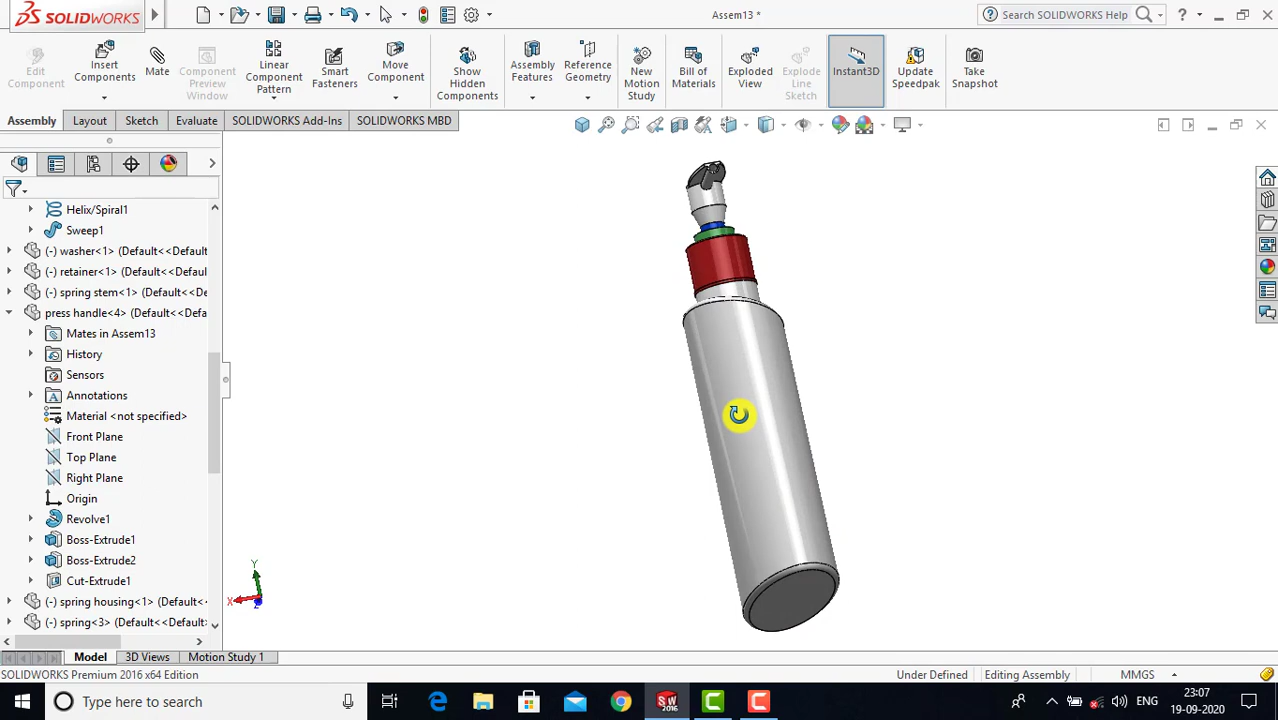 SOLIDWORKS
Assem13 *
Search SOLIDWORKS Help
?
Edit Component
Insert Components
Mate
Component Preview Window
Linear Component Pattern
Smart Fasteners
Move Component
Show Hidden Components
Assembly Features
Reference Geometry
New Motion Study
Bill of Materials
Exploded View
Explode Line Sketch
Instant3D
Update Speedpak
Take Snapshot
Assembly
Layout
Sketch
Evaluate
SOLIDWORKS Add-Ins
SOLIDWORKS MBD
Helix/Spiral1
Sweep1
(-) washer<1> (Default<<Default
(-) retainer<1> (Default<<Defaul
(-) spring stem<1> (Default<<De
press handle<4> (Default<<Defa
Mates in Assem13
History
Sensors
Annotations
Material <not specified>
Front Plane
Top Plane
Right Plane
Origin
Revolve1
Boss-Extrude1
Boss-Extrude2
Cut-Extrude1
(-) spring housing<1> (Default<
(-) spring<3> (Default<<Default
Y
X
Z
Model
3D Views
Motion Study 1
SOLIDWORKS Premium 2016 x64 Edition
Under Defined
Editing Assembly
MMGS
Type here to search
SW
2016
ENG
23:07
19-09-2020